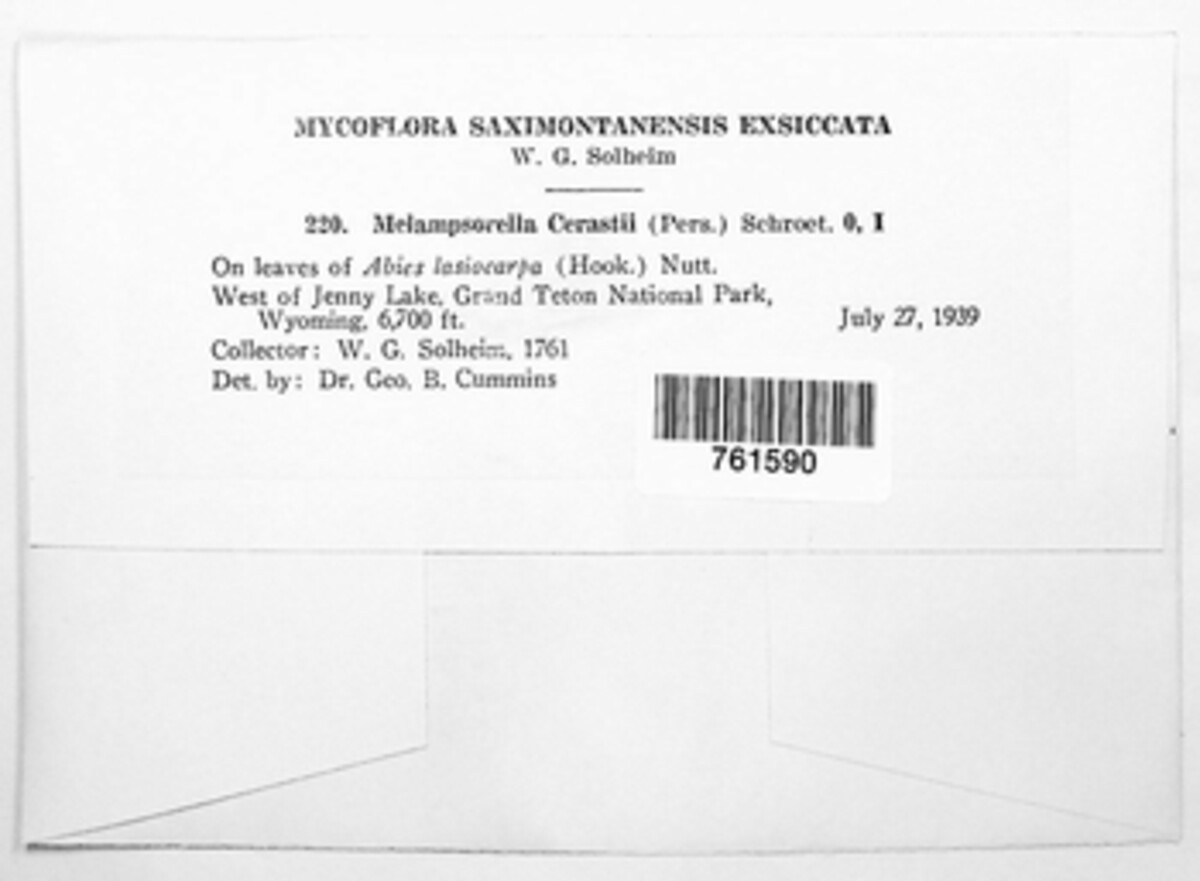 MYCOFLORA SAXIMONTANENSIS EXSICCATA
W. G. Solheim
220. Melampsorella Cerastii (Pers.) Schroet. 0, I
On leaves of Abies lasiocarpa (Hook.) Nutt.
West of Jenny Lake, Grand Teton National Park,
Wyoming, 6,700 ft. July 27, 1939
Collector: W. G. Solheim, 1761
Det. by: Dr. Geo. B. Cummins
761590